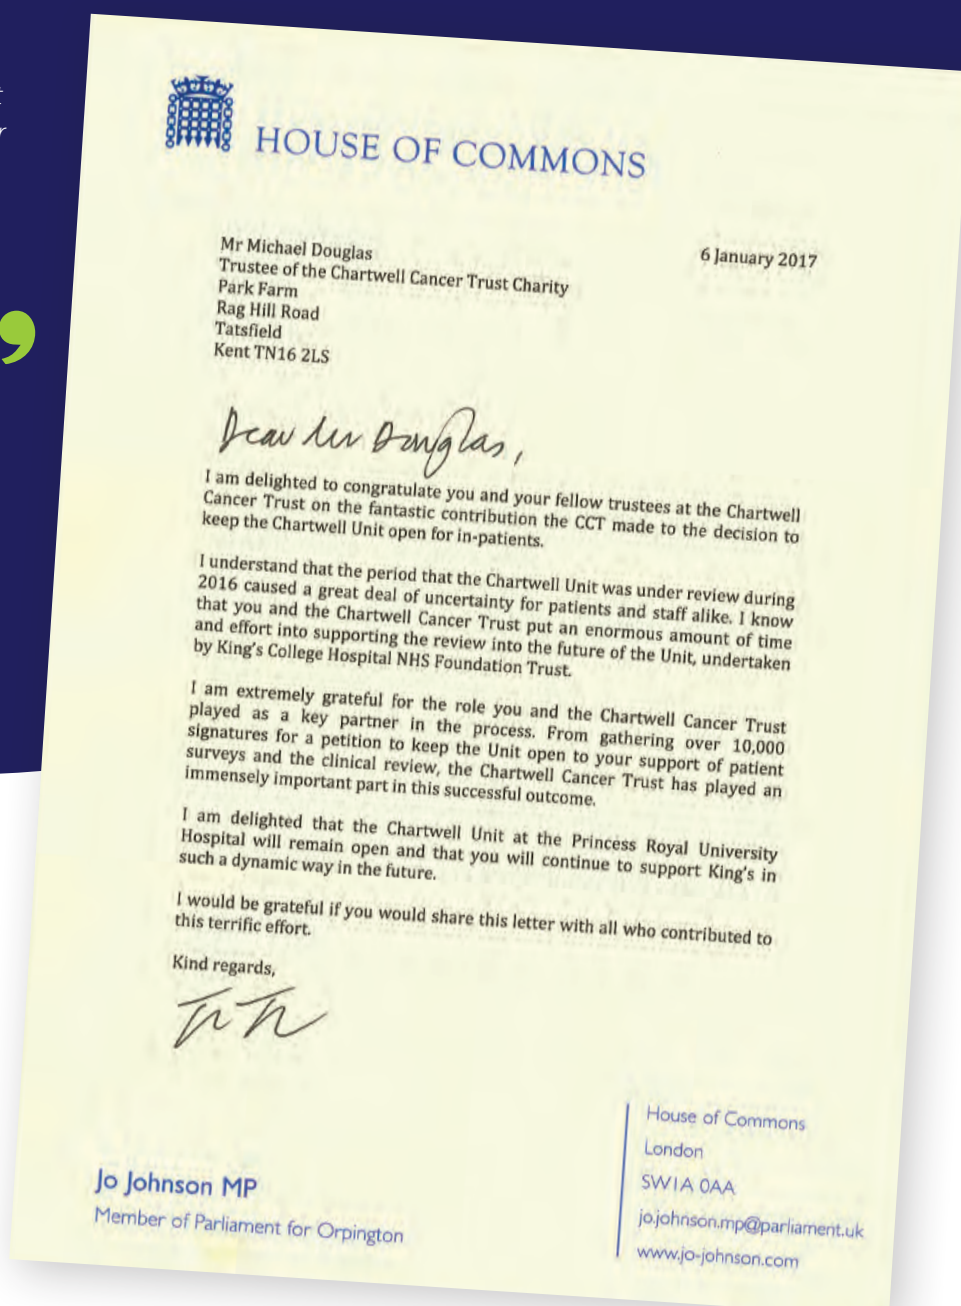 HOUSE OF COMMONS
6 January 2017
Mr Michael Douglas
Trustee of the Chartwell Cancer Trust Charity
Park Farm
Rag Hill Road
Tatsfield
Kent TN16 2LS
Dear Mr Douglas,
I am delighted to congratulate you and your fellow trustees at the Chartwell
Cancer Trust on the fantastic contribution the CCT made to the decision to
keep the Chartwell Unit open for in-patients.
I understand that the period that the Chartwell Unit was under review during
2016 caused a great deal of uncertainty for patients and staff alike. I know
that you and the Chartwell Cancer Trust put an enormous amount of time
and effort into supporting the review into the future of the Unit, undertaken
by King's College Hospital NHS Foundation Trust.
I am extremely grateful for the role you and the Chartwell Cancer Trust
played as a key partner in the process. From gathering over 10,000
signatures for a petition to keep the Unit open to your support of patient
surveys and the clinical review, the Chartwell Cancer Trust has played an
immensely important part in this successful outcome.
I am delighted that the Chartwell Unit at the Princess Royal University
Hospital will remain open and that you will continue to support King's in
such a dynamic way in the future.
I would be grateful if you would share this letter with all who contributed to
this terrific effort.
Kind regards,
Jo Johnson MP
Member of Parliament for Orpington
House of Commons
London
SW1A 0AA
jo.johnson.mp@parliament.uk
www.jo-johnson.com